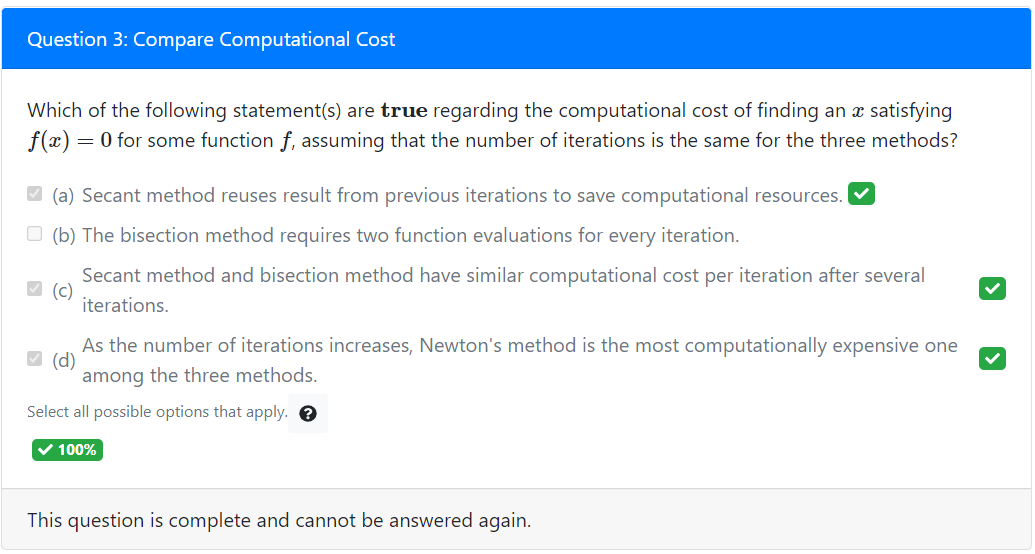 Question 3: Compare Computational Cost
Which of the following statement(s) are true regarding the computational cost of finding an x satisfying
f(x) = 0 for some function f, assuming that the number of iterations is the same for the three methods?
(a) Secant method reuses result from previous iterations to save computational resources.
(b) The bisection method requires two function evaluations for every iteration.
(c) Secant method and bisection method have similar computational cost per iteration after several
iterations.
(d) As the number of iterations increases, Newton's method is the most computationally expensive one
among the three methods.
Select all possible options that apply. ?
100%
This question is complete and cannot be answered again.